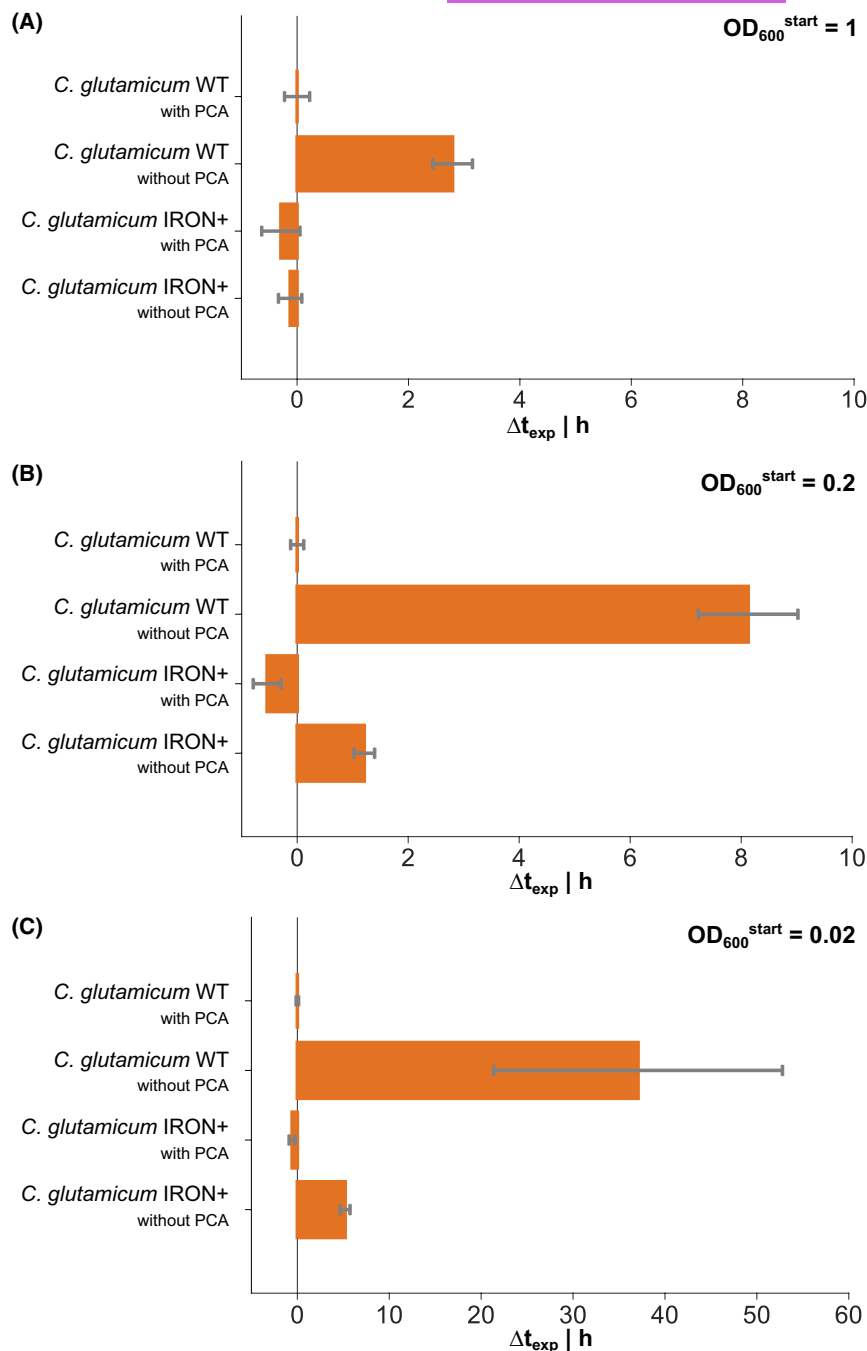 (A)
OD₆₀₀ˢᵗᵃʳᵗ = 1
C. glutamicum WT
with PCA
C. glutamicum WT
without PCA
C. glutamicum IRON+
with PCA
C. glutamicum IRON+
without PCA
0 2 4 6 8 10
Δt_exp | h
(B)
OD₆₀₀ˢᵗᵃʳᵗ = 0.2
C. glutamicum WT
with PCA
C. glutamicum WT
without PCA
C. glutamicum IRON+
with PCA
C. glutamicum IRON+
without PCA
0 2 4 6 8 10
Δt_exp | h
(C)
OD₆₀₀ˢᵗᵃʳᵗ = 0.02
C. glutamicum WT
with PCA
C. glutamicum WT
without PCA
C. glutamicum IRON+
with PCA
C. glutamicum IRON+
without PCA
0 10 20 30 40 50 60
Δt_exp | h